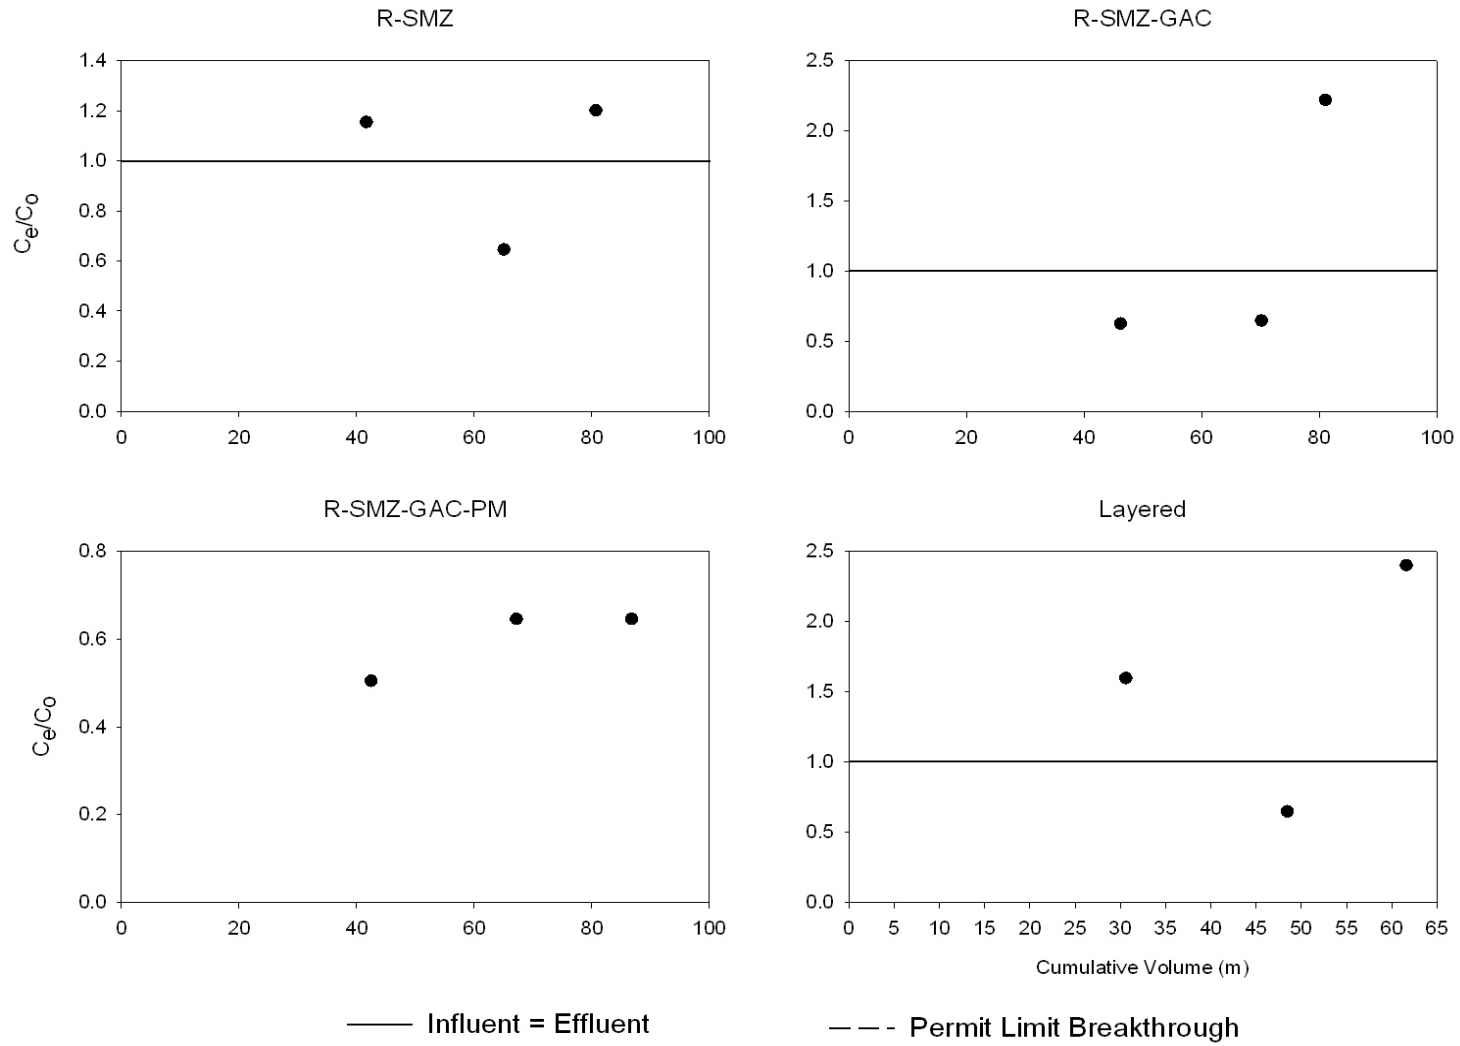 R-SMZ
R-SMZ-GAC
1.4
1.2
1.0
0.8
0.6
0.4
0.2
0.0
Ce/Co
0 20 40 60 80 100
2.5
2.0
1.5
1.0
0.5
0.0
0 20 40 60 80 100
R-SMZ-GAC-PM
Layered
0.8
0.6
0.4
0.2
0.0
Ce/Co
0 20 40 60 80 100
2.5
2.0
1.5
1.0
0.5
0.0
0 5 10 15 20 25 30 35 40 45 50 55 60 65
Cumulative Volume (m)
Influent = Effluent
Permit Limit Breakthrough